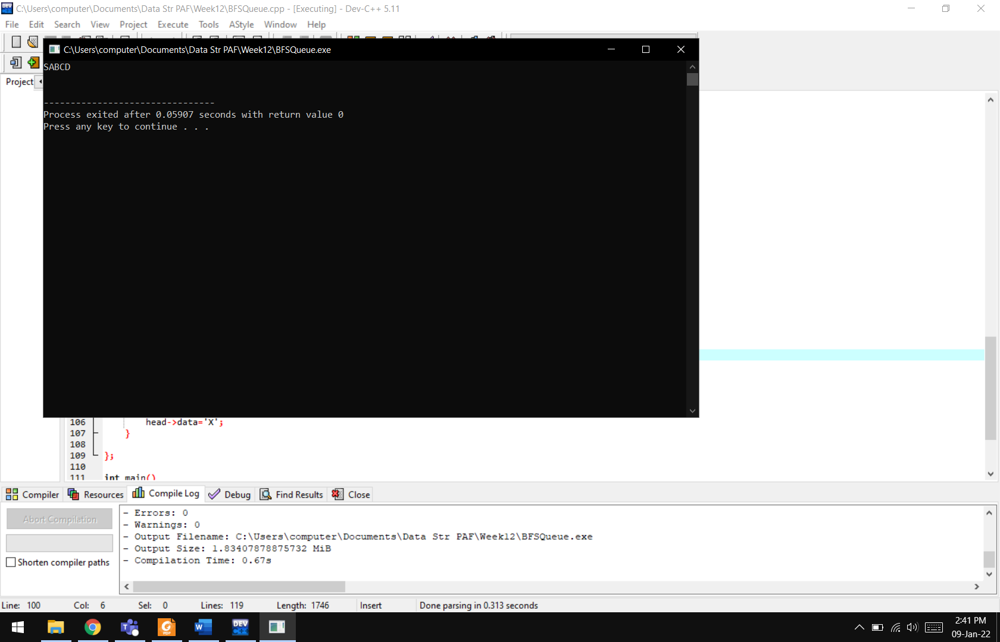 C:\Users\computer\Documents\Data Str PAF\Week12\BFSQueue.cpp - [Executing] - Dev-C++ 5.11
File Edit Search View Project Execute Tools AStyle Window Help
C:\Users\computer\Documents\Data Str PAF\Week12\BFSQueue.exe
SABCD
Project
--------------------------------
Process exited after 0.05907 seconds with return value 0
Press any key to continue . . .
106 head->data='X';
107 }
108
109 };
110
111 int main()
Compiler Resources Compile Log Debug Find Results Close
Abort Compilation
Shorten compiler paths
- Errors: 0
- Warnings: 0
- Output Filename: C:\Users\computer\Documents\Data Str PAF\Week12\BFSQueue.exe
- Output Size: 1.83407878875732 MiB
- Compilation Time: 0.67s
Line: 100 Col: 6 Sel: 0 Lines: 119 Length: 1746 Insert Done parsing in 0.313 seconds
2:41 PM
09-Jan-22